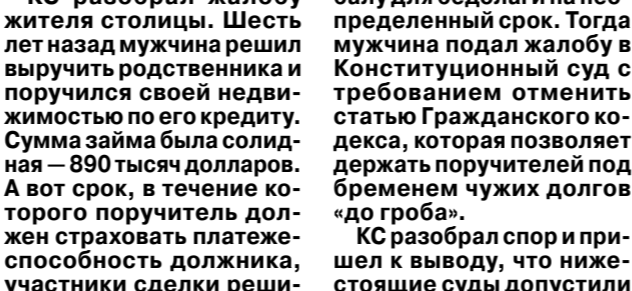 КС разобрал жалобу
жителя столицы. Шесть
лет назад мужчина решил
выручить родственника и
поручился своей недви-
жимостью по его кредиту.
Сумма займа была солид-
ная — 890 тысяч долларов.
А вот срок, в течение ко-
торого поручитель дол-
жен страховать платеже-
способность должника,
участники сделки реши-
пределенный срок. Тогда
мужчина подал жалобу в
Конституционный суд с
требованием отменить
статью Гражданского ко-
декса, которая позволяет
держать поручителей под
бременем чужих долгов
«до гроба».
КС разобрал спор и при-
шел к выводу, что ниже-
стоящие суды допустили